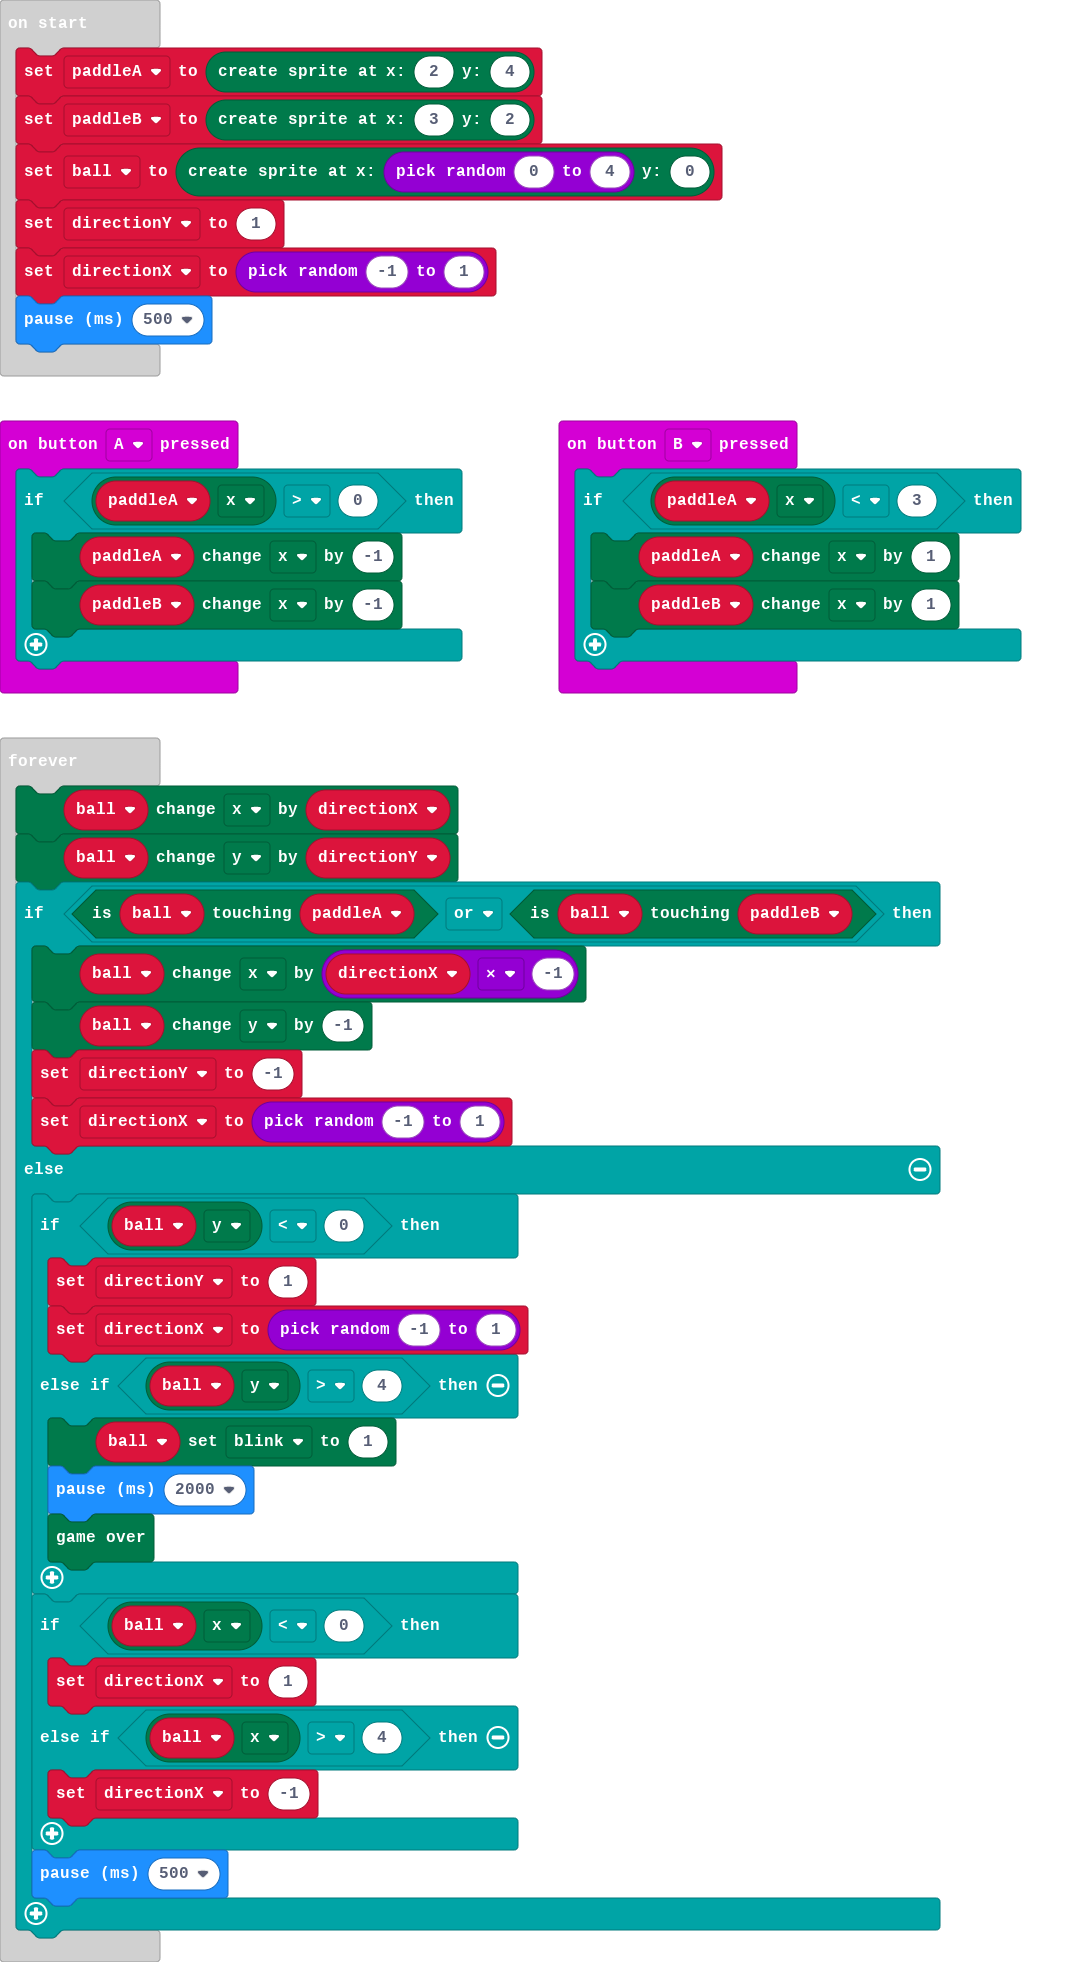 on start
set paddleA to create sprite at x: 2 y: 4
set paddleB to create sprite at x: 3 y: 2
set ball to create sprite at x: pick random 0 to 4 y: 0
set directionY to 1
set directionX to pick random -1 to 1
pause (ms) 500
on button A pressed
if paddleA x > 0 then
paddleA change x by -1
paddleB change x by -1
on button B pressed
if paddleA x < 3 then
paddleA change x by 1
paddleB change x by 1
forever
ball change x by directionX
ball change y by directionY
if is ball touching paddleA or is ball touching paddleB then
ball change x by directionX × -1
ball change y by -1
set directionY to -1
set directionX to pick random -1 to 1
else
if ball y < 0 then
set directionY to 1
set directionX to pick random -1 to 1
else if ball y > 4 then
ball set blink to 1
pause (ms) 2000
game over
if ball x < 0 then
set directionX to 1
else if ball x > 4 then
set directionX to -1
pause (ms) 500